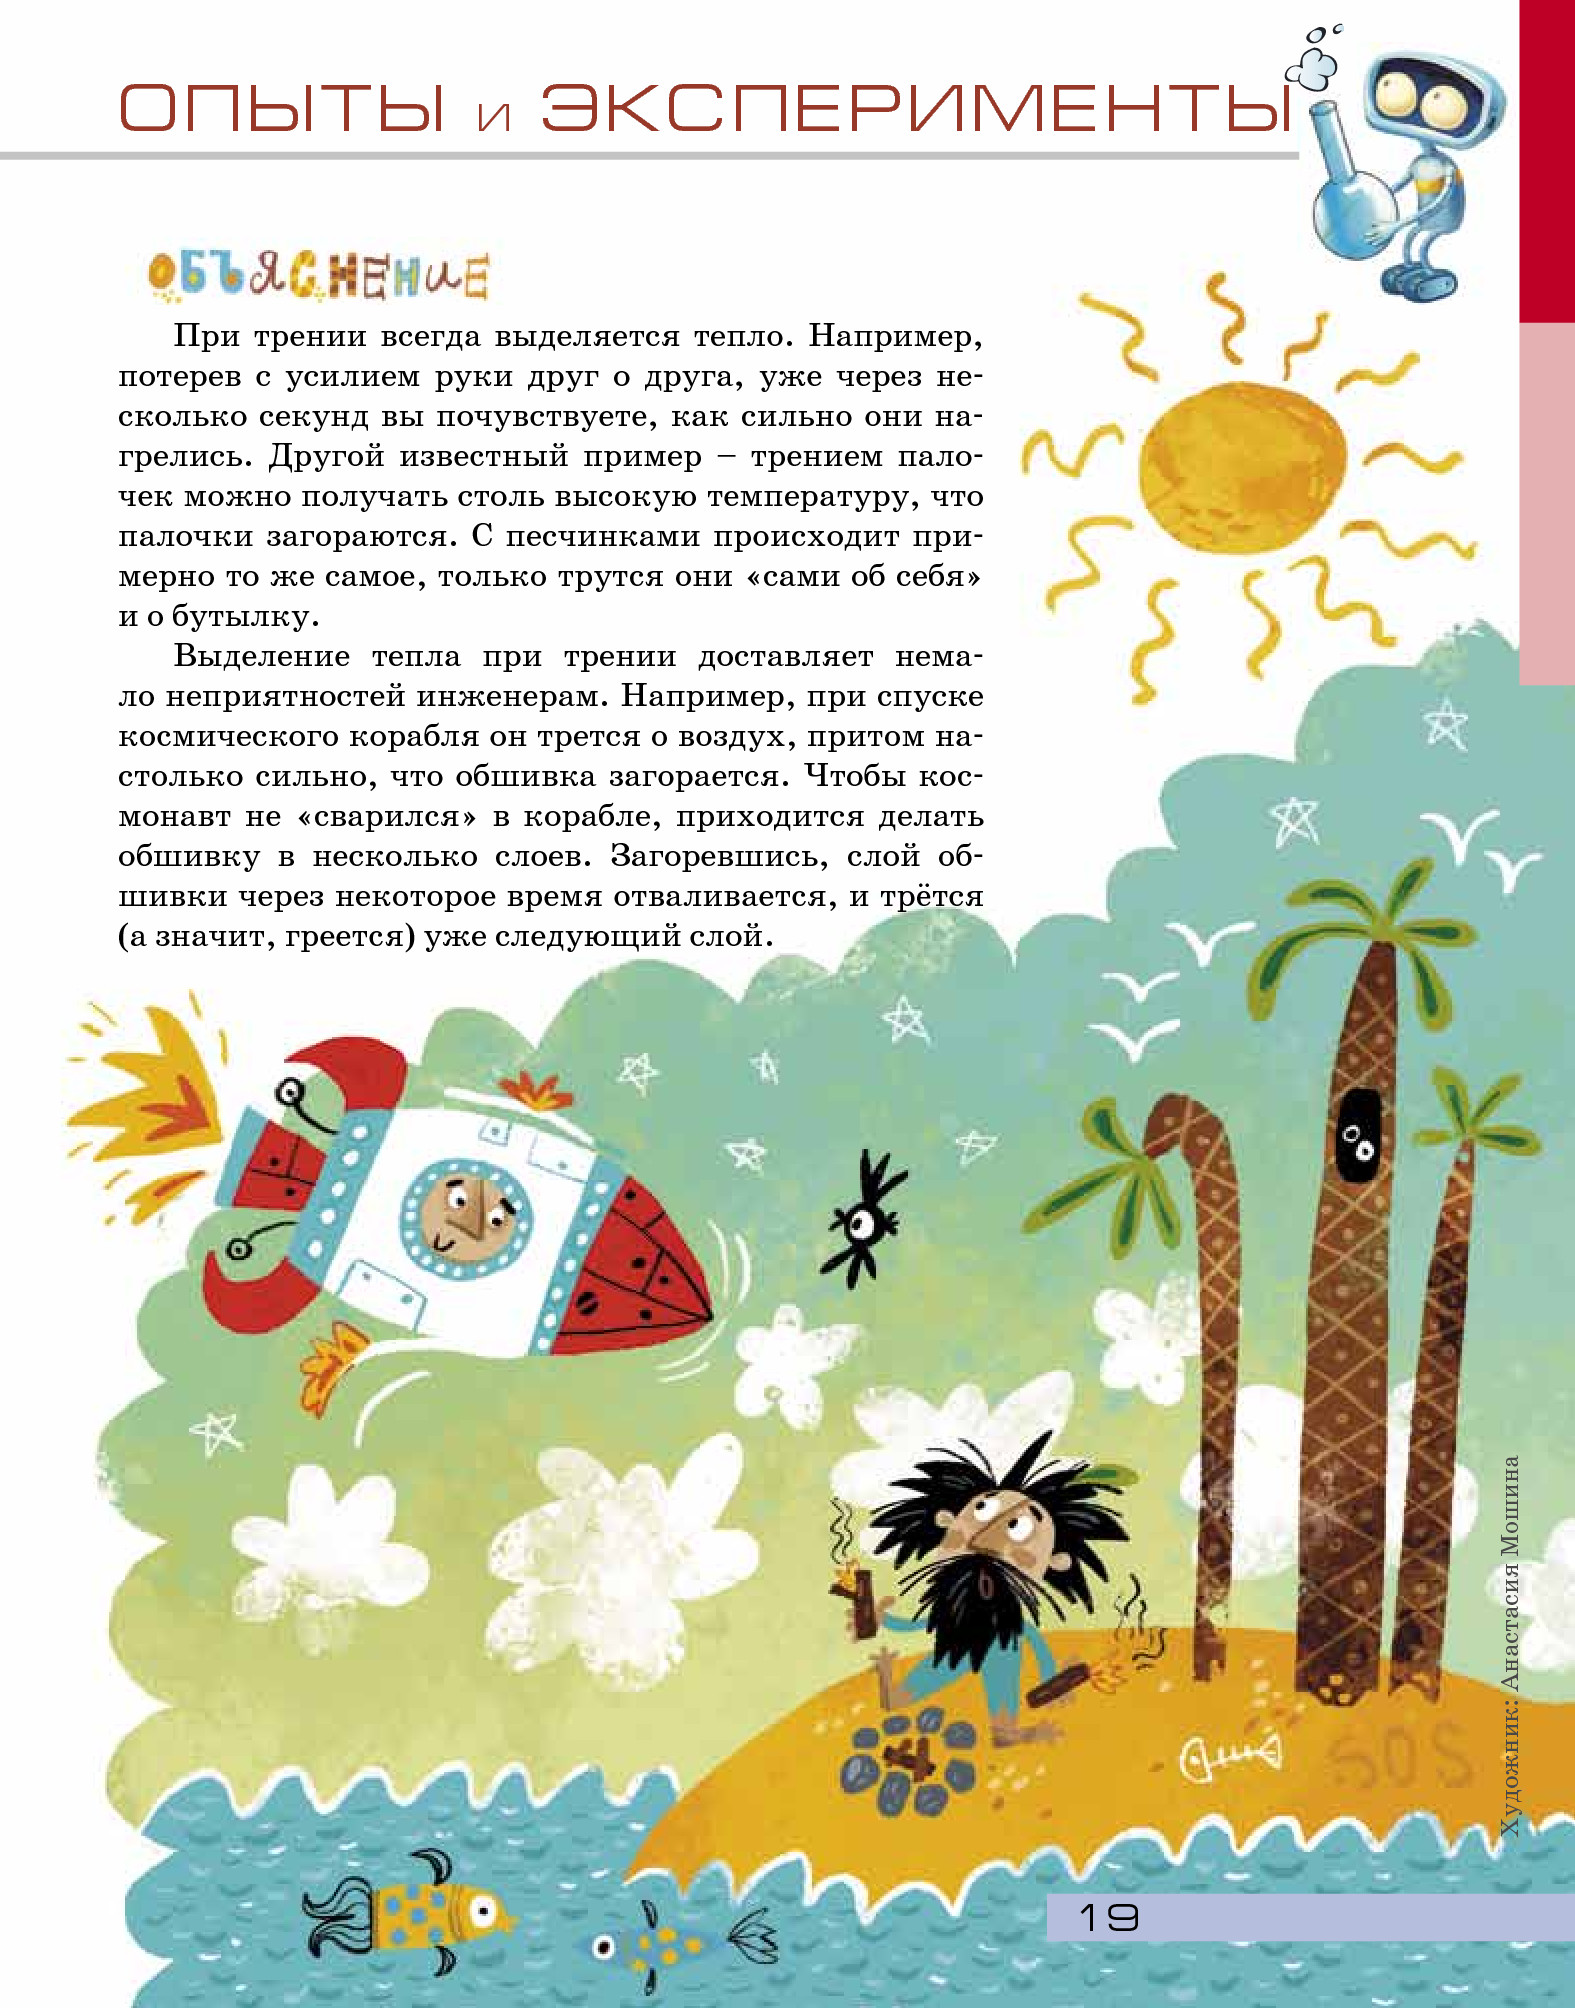 ОПЫТЫ и ЭКСПЕРИМЕНТЫ
ОБЪЯСНЕНИЕ
При трении всегда выделяется тепло. Например,
потерев с усилием руки друг о друга, уже через не-
сколько секунд вы почувствуете, как сильно они на-
грелись. Другой известный пример – трением пало-
чек можно получать столь высокую температуру, что
палочки загораются. С песчинками происходит при-
мерно то же самое, только трутся они «сами об себя»
и о бутылку.
Выделение тепла при трении доставляет нема-
ло неприятностей инженерам. Например, при спуске
космического корабля он трется о воздух, притом на-
столько сильно, что обшивка загорается. Чтобы кос-
монавт не «сварился» в корабле, приходится делать
обшивку в несколько слоев. Загоревшись, слой об-
шивки через некоторое время отваливается, и трётся
(а значит, греется) уже следующий слой.
SOS
Художник: Анастасия Мошина
19